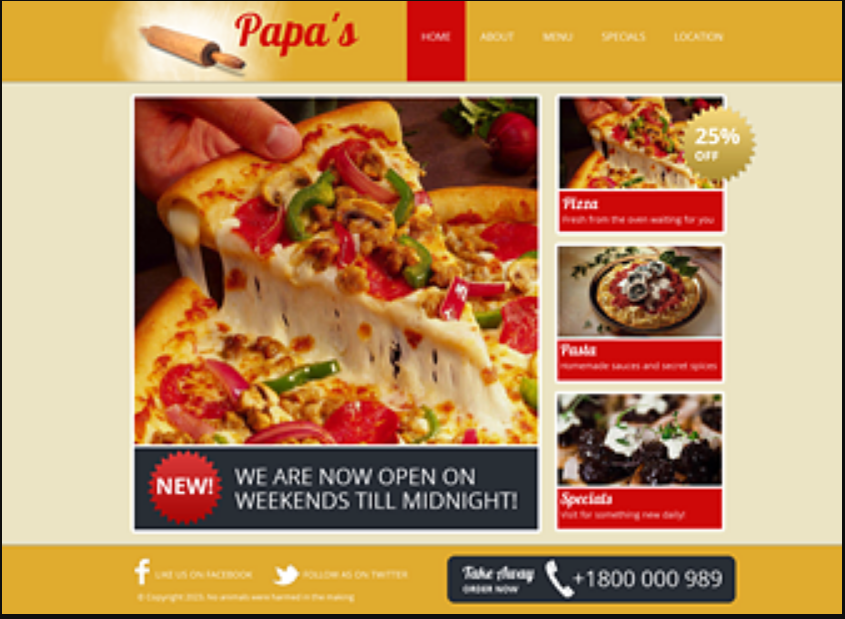 Papa's
HOME
ABOUT
MENU
SPECIALS
LOCATION
25%
OFF
Pizza
Fresh from the oven waiting for you
Pasta
Homemade sauces and secret spices
Specials
Visit for something new daily!
NEW!
WE ARE NOW OPEN ON
WEEKENDS TILL MIDNIGHT!
LIKE US ON FACEBOOK
FOLLOW AS ON TWITTER
Take Away
ORDER NOW
+1800 000 989
© Copyright No animals were harmed in the making